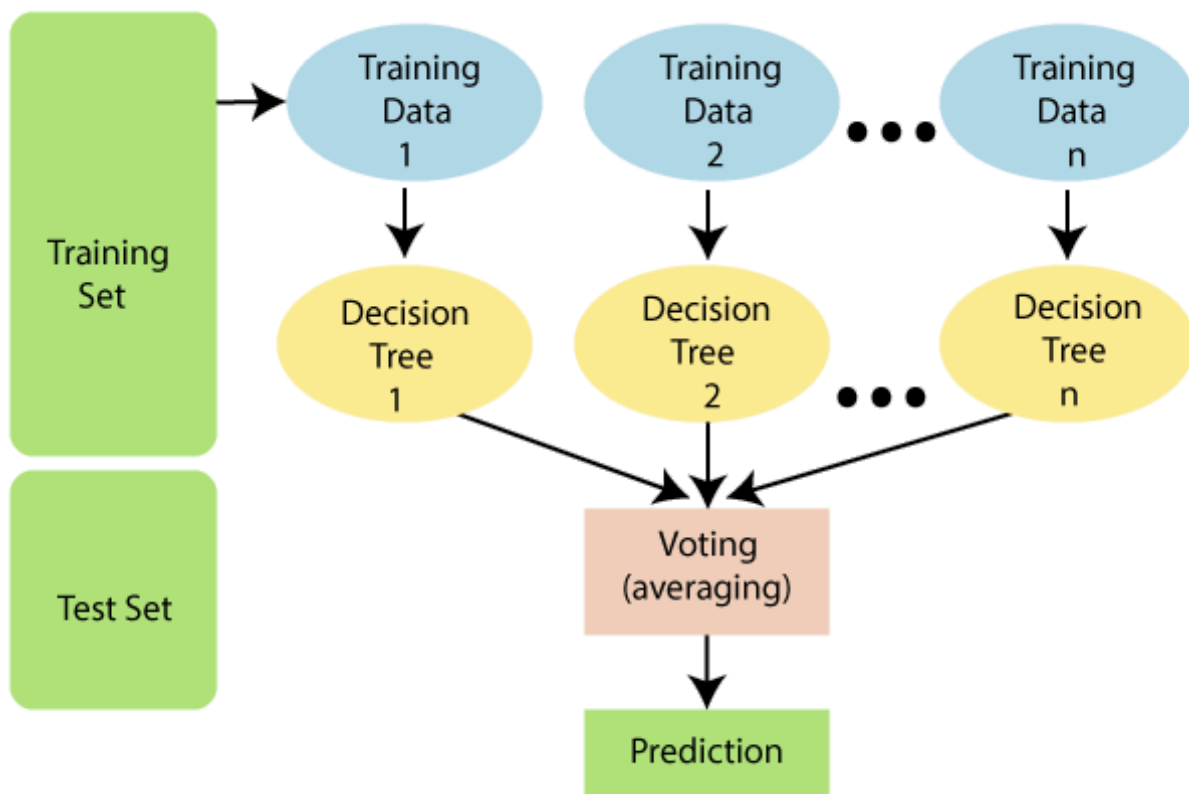 Training
Set
Test Set
Training
Data
1
Training
Data
2
Training
Data
n
Decision
Tree
1
Decision
Tree
2
Decision
Tree
n
Voting
(averaging)
Prediction